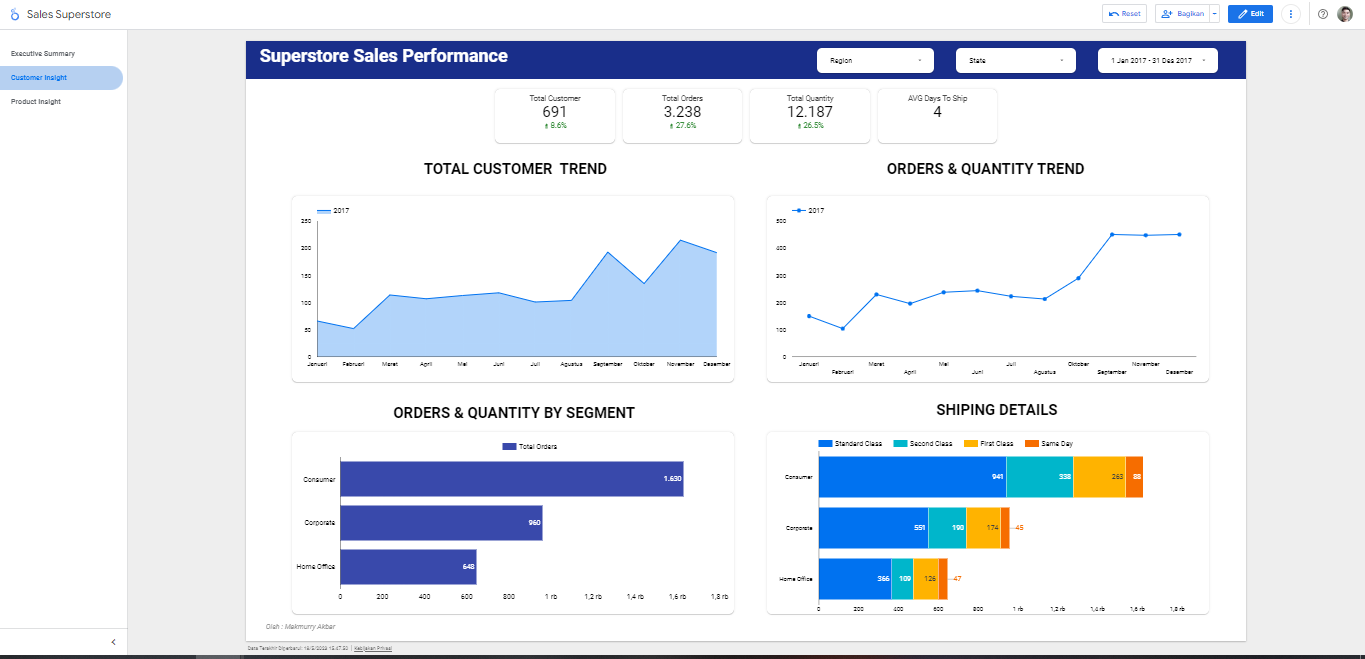 Sales Superstore
Reset
Bagikan
Edit
Executive Summary
Customer Insight
Product Insight
Superstore Sales Performance
Region
State
1 Jan 2017 - 31 Des 2017
Total Customer
691
8.6%
Total Orders
3.238
27.6%
Total Quantity
12.187
26.5%
AVG Days To Ship
4
TOTAL CUSTOMER TREND
2017
250
200
150
100
50
0
Januari Februari Maret April Mei Juni Juli Agustus September Oktober November Desember
ORDERS & QUANTITY TREND
2017
500
400
300
200
100
0
Januari Februari Maret April Mei Juni Juli Agustus Oktober September November Desember
ORDERS & QUANTITY BY SEGMENT
Total Orders
Consumer 1.630
Corporate 960
Home Office 648
0 200 400 600 800 1 rb 1,2 rb 1,4 rb 1,6 rb 1,8 rb
SHIPING DETAILS
Standard Class Second Class First Class Same Day
Consumer 941 338 263 88
Corporate 551 190 174 45
Home Office 366 109 126 47
0 200 400 600 800 1 rb 1,2 rb 1,4 rb 1,6 rb 1,8 rb
Oleh : Makmurry Akbar
Data Terakhir Diperbarui: Kebijakan Privasi